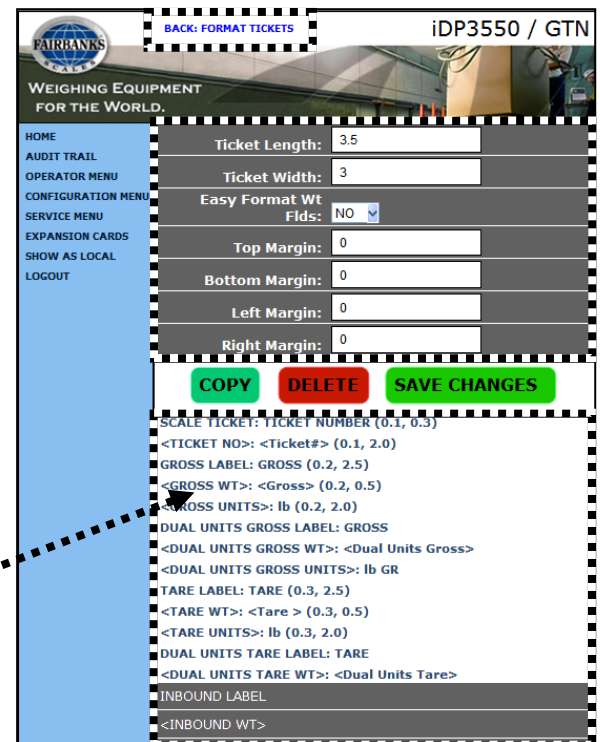 BACK: FORMAT TICKETS
iDP3550 / GTN
FAIRBANKS
SCALES
WEIGHING EQUIPMENT
FOR THE WORLD.
HOME
AUDIT TRAIL
OPERATOR MENU
CONFIGURATION MENU
SERVICE MENU
EXPANSION CARDS
SHOW AS LOCAL
LOGOUT
Ticket Length: 3.5
Ticket Width: 3
Easy Format Wt
Flds: NO
Top Margin: 0
Bottom Margin: 0
Left Margin: 0
Right Margin: 0
COPY DELETE SAVE CHANGES
SCALE TICKET: TICKET NUMBER (0.1, 0.3)
<TICKET NO>: <Ticket#> (0.1, 2.0)
GROSS LABEL: GROSS (0.2, 2.5)
<GROSS WT>: <Gross> (0.2, 0.5)
<GROSS UNITS>: lb (0.2, 2.0)
DUAL UNITS GROSS LABEL: GROSS
<DUAL UNITS GROSS WT>: <Dual Units Gross>
<DUAL UNITS GROSS UNITS>: lb GR
TARE LABEL: TARE (0.3, 2.5)
<TARE WT>: <Tare > (0.3, 0.5)
<TARE UNITS>: lb (0.3, 2.0)
DUAL UNITS TARE LABEL: TARE
<DUAL UNITS TARE WT>: <Dual Units Tare>
INBOUND LABEL
<INBOUND WT>